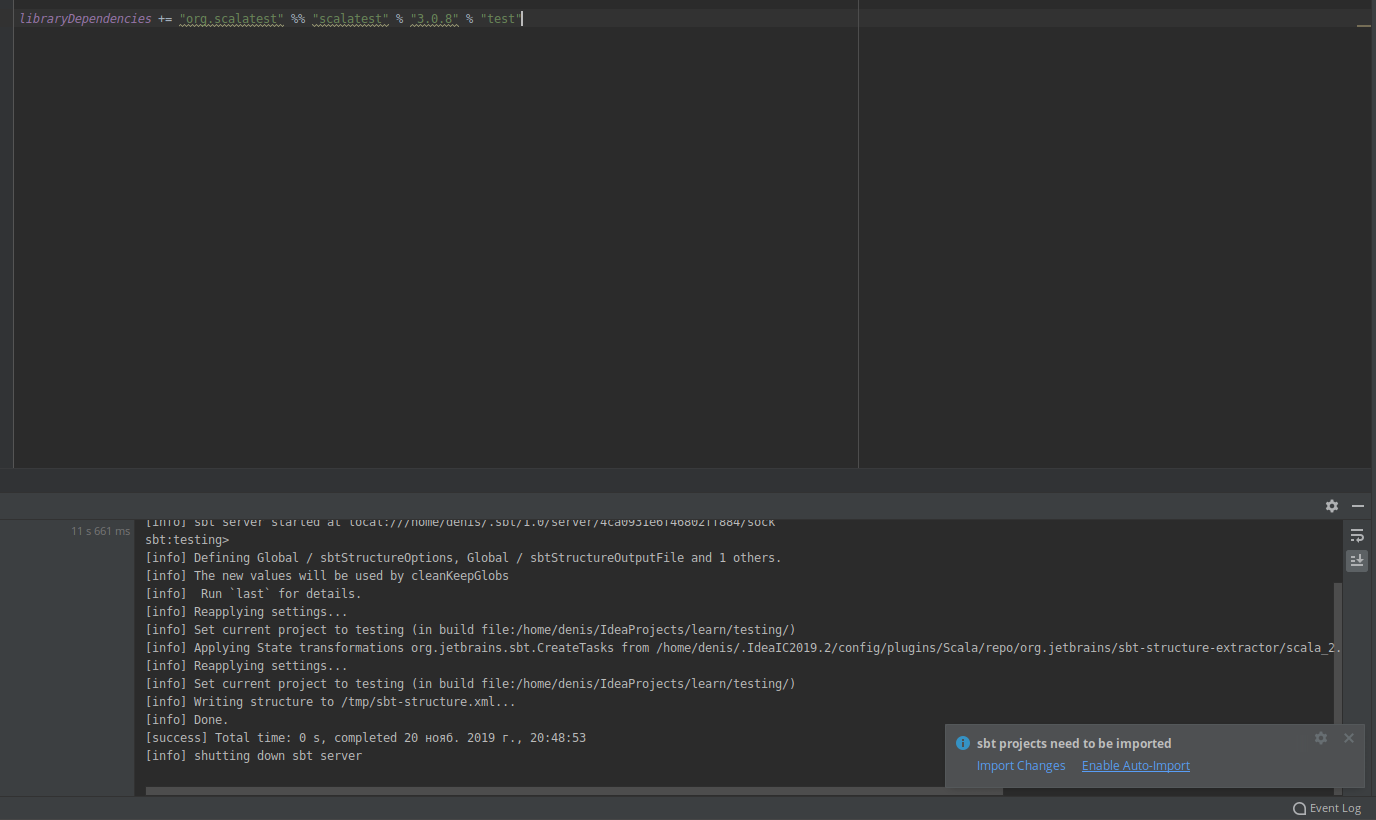 libraryDependencies += "org.scalatest" %% "scalatest" % "3.0.8" % "test"
11 s 661 ms
[info] sbt server started at local:///home/denis/.sbt/1.0/server/4ca0931e6f46802ff884/sock
sbt:testing>
[info] Defining Global / sbtStructureOptions, Global / sbtStructureOutputFile and 1 others.
[info] The new values will be used by cleanKeepGlobs
[info]  Run `last` for details.
[info] Reapplying settings...
[info] Set current project to testing (in build file:/home/denis/IdeaProjects/learn/testing/)
[info] Applying State transformations org.jetbrains.sbt.CreateTasks from /home/denis/.IdeaIC2019.2/config/plugins/Scala/repo/org.jetbrains/sbt-structure-extractor/scala_2.
[info] Reapplying settings...
[info] Set current project to testing (in build file:/home/denis/IdeaProjects/learn/testing/)
[info] Writing structure to /tmp/sbt-structure.xml...
[info] Done.
[success] Total time: 0 s, completed 20 нояб. 2019 г., 20:48:53
[info] shutting down sbt server
sbt projects need to be imported
Import Changes Enable Auto-Import
Event Log